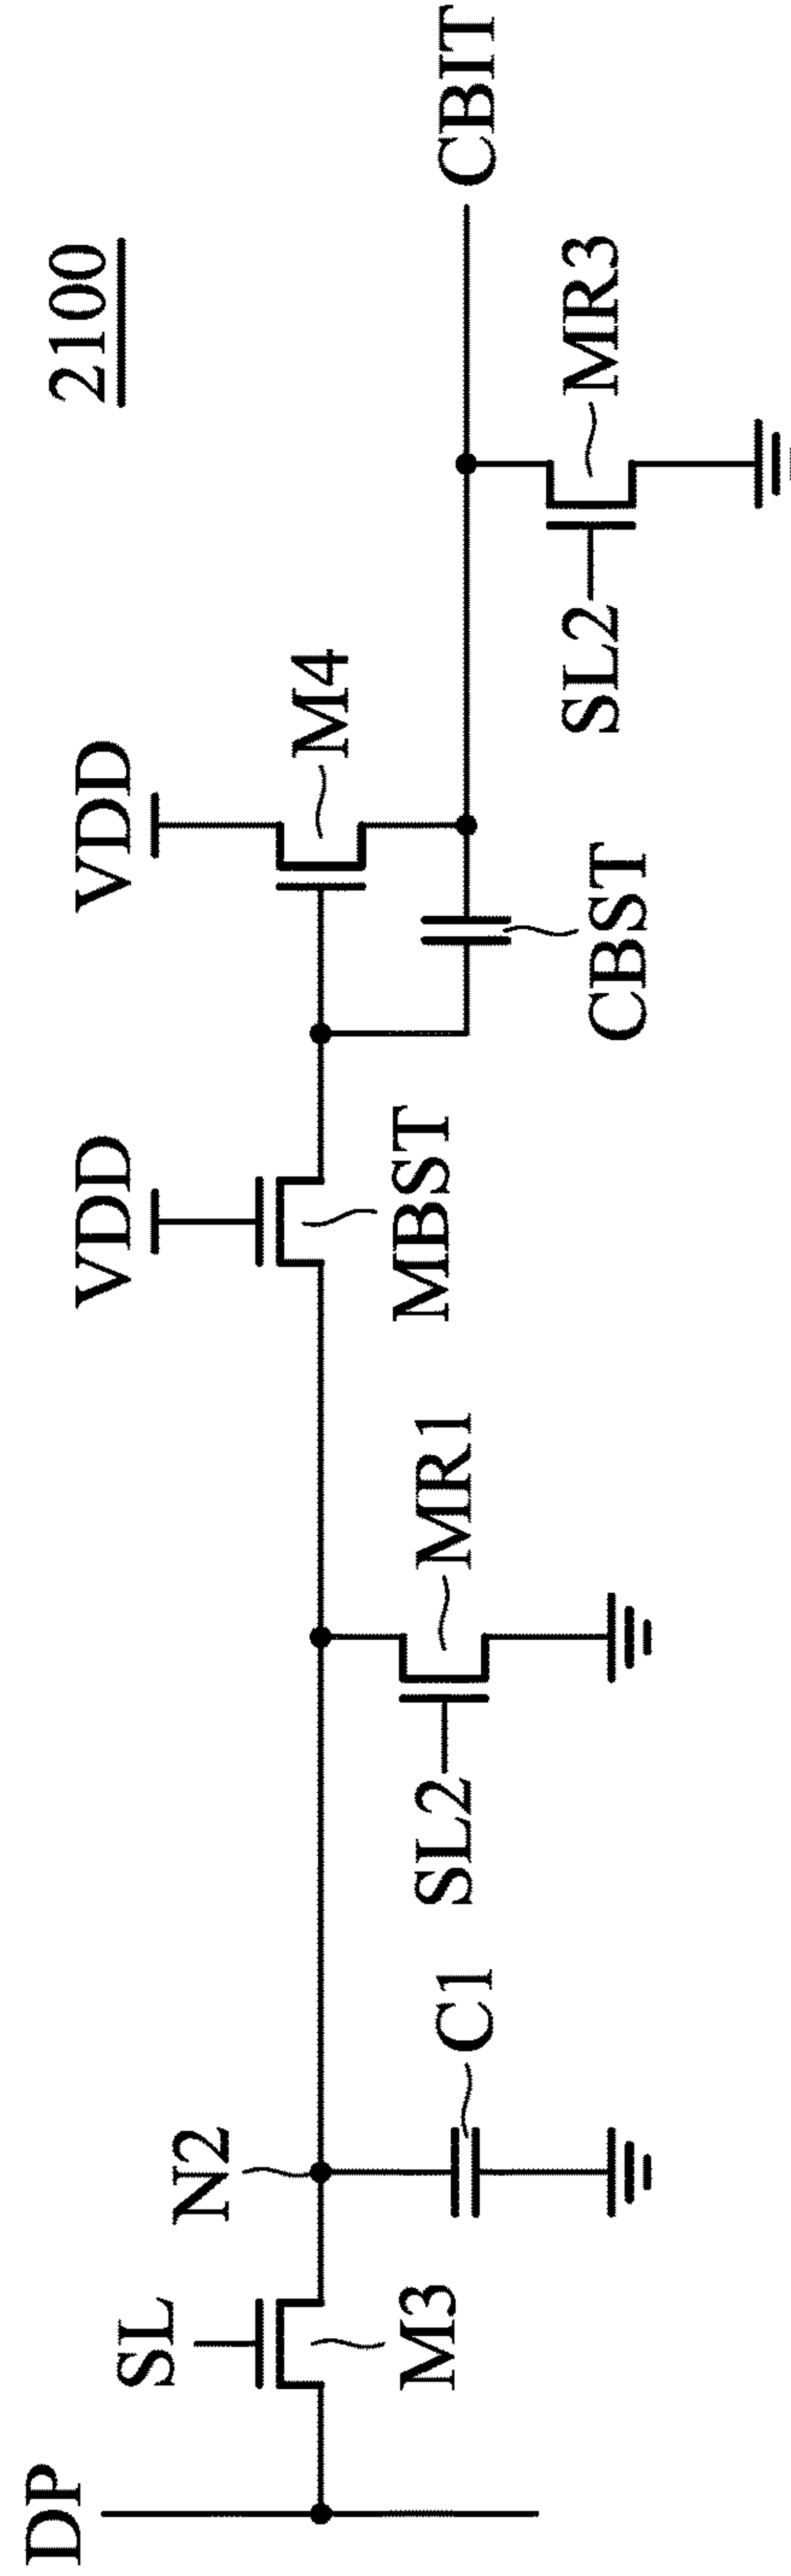 2100
DP
SL
M3
N2
C1
SL2
MR1
VDD
MBST
VDD
M4
CBST
SL2
MR3
CBIT